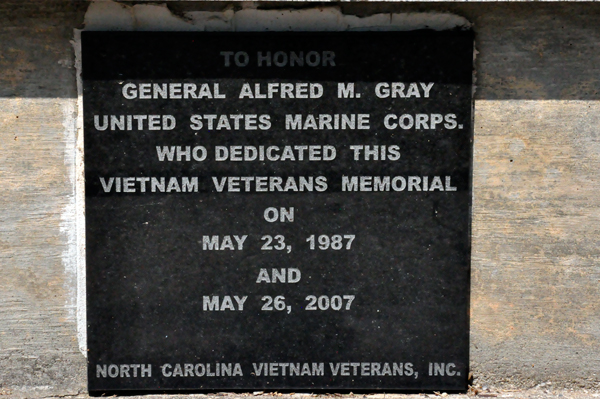 TO HONOR
GENERAL ALFRED M. GRAY
UNITED STATES MARINE CORPS.
WHO DEDICATED THIS
VIETNAM VETERANS MEMORIAL
ON
MAY 23, 1987
AND
MAY 26, 2007
NORTH CAROLINA VIETNAM VETERANS, INC.